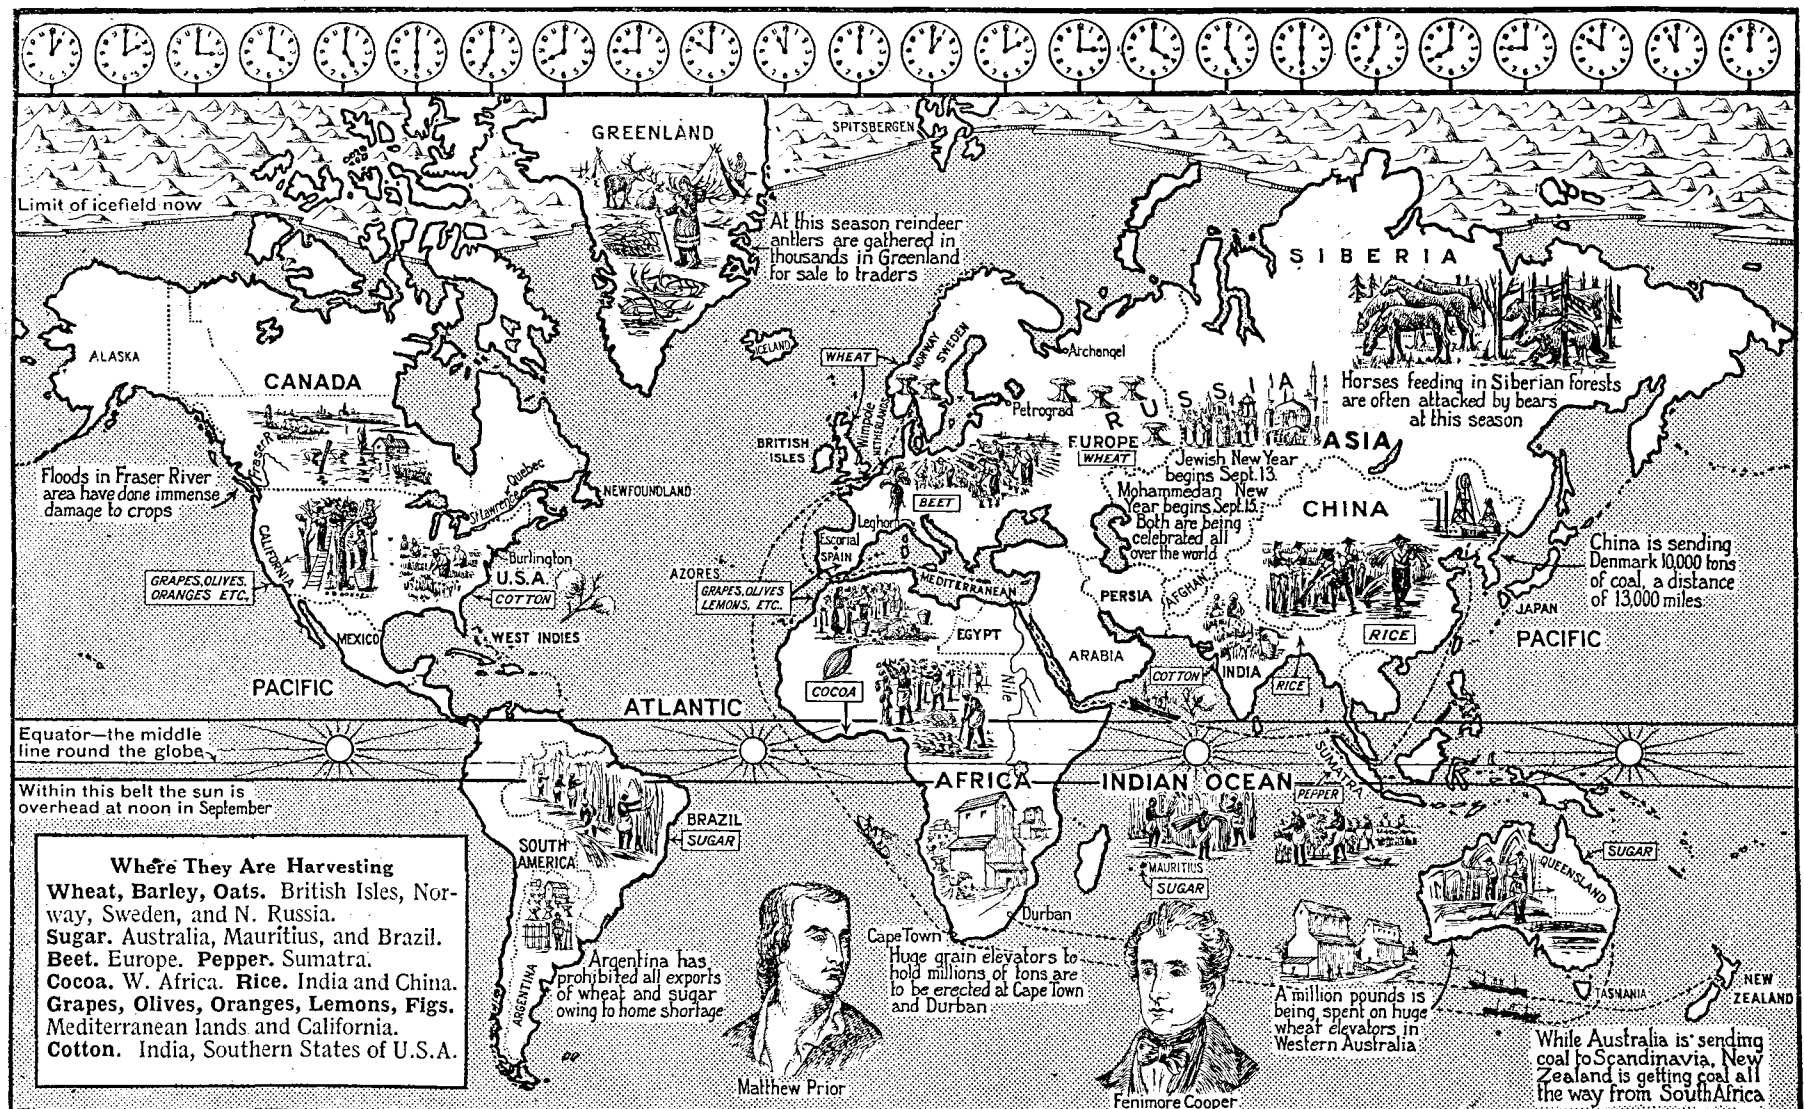 GREENLAND
SPITSBERGEN
Limit of icefield now
At this season reindeer
antlers are gathered in
thousands in Greenland
for sale to traders
SIBERIA
ALASKA
CANADA
ICELAND
WHEAT
NORWAY
SWEDEN
Archangel
Horses feeding in Siberian forests
are often attacked by bears
at this season
Petrograd
RUSSIA
BRITISH
ISLES
Wimpole
NETHERLANDS
EUROPE
WHEAT
ASIA
Jewish New Year
begins Sept. 13.
Mohammedan New
Year begins Sept. 15.
Both are being
celebrated all
over the world
Fraser R
Floods in Fraser River
area have done immense
damage to crops
Quebec
St Lawrence
NEWFOUNDLAND
BEET
CHINA
Leghorn
Escorial
SPAIN
CALIFORNIA
Burlington
U.S.A.
COTTON
GRAPES, OLIVES,
ORANGES ETC.
AZORES
GRAPES, OLIVES
LEMONS, ETC.
MEDITERRANEAN
PERSIA
AFGHAN.
China is sending
Denmark 10,000 tons
of coal, a distance
of 13,000 miles
JAPAN
MEXICO
WEST INDIES
EGYPT
ARABIA
RICE
PACIFIC
INDIA
COTTON
RICE
PACIFIC
ATLANTIC
COCOA
Nile
Equator—the middle
line round the globe
AFRICA
INDIAN OCEAN
SUMATRA
PEPPER
Within this belt the sun is
overhead at noon in September
BRAZIL
SUGAR
SOUTH
AMERICA
MAURITIUS
SUGAR
QUEENSLAND
SUGAR
Where They Are Harvesting
Wheat, Barley, Oats. British Isles, Nor-
way, Sweden, and N. Russia.
Sugar. Australia, Mauritius, and Brazil.
Beet. Europe. Pepper. Sumatra.
Cocoa. W. Africa. Rice. India and China.
Grapes, Olives, Oranges, Lemons, Figs.
Mediterranean lands and California.
Cotton. India, Southern States of U.S.A.
ARGENTINA
Argentina has
prohibited all exports
of wheat and sugar
owing to home shortage
Matthew Prior
Durban
Cape Town
Huge grain elevators to
hold millions of tons are
to be erected at Cape Town
and Durban
Fenimore Cooper
A million pounds is
being spent on huge
wheat elevators in
Western Australia
TASMANIA
NEW
ZEALAND
While Australia is sending
coal to Scandinavia, New
Zealand is getting coal all
the way from South Africa